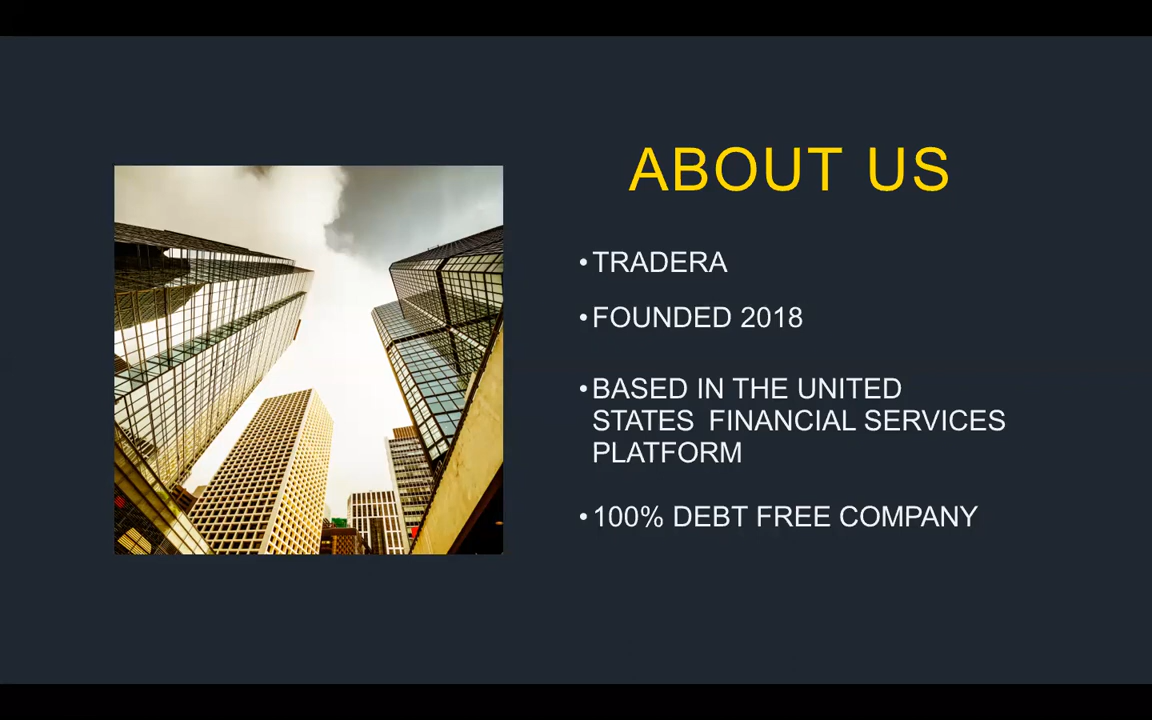 ABOUT US
•TRADERA
•FOUNDED 2018
•BASED IN THE UNITED
STATES  FINANCIAL SERVICES
PLATFORM
•100% DEBT FREE COMPANY